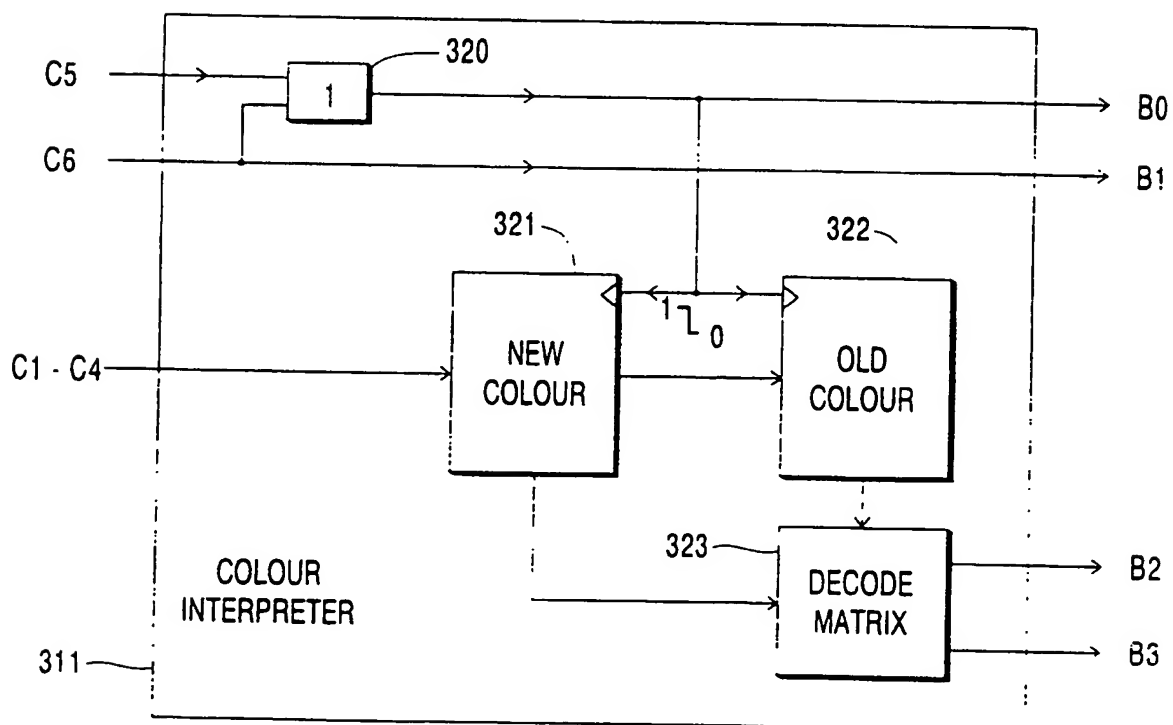 C5
320
1
B0
C6
B1
321
322
1
0
C1 - C4
NEW
COLOUR
OLD
COLOUR
323
DECODE
MATRIX
B2
COLOUR
INTERPRETER
B3
311